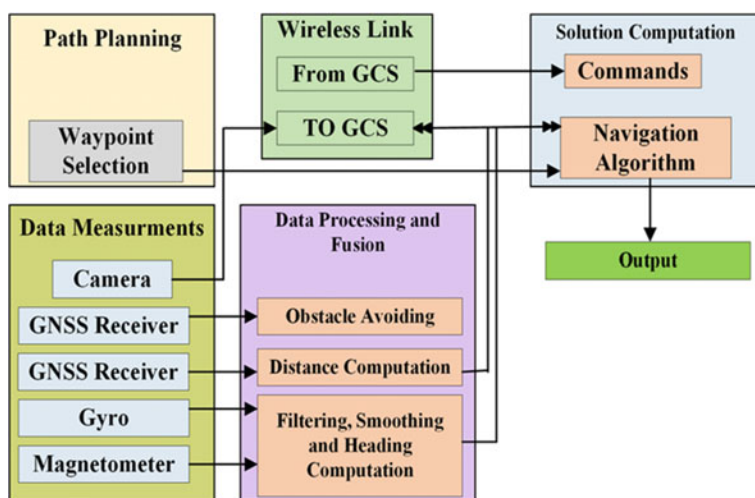 Path Planning
Waypoint
Selection
Wireless Link
From GCS
TO GCS
Solution Computation
Commands
Navigation
Algorithm
Output
Data Measurments
Camera
GNSS Receiver
GNSS Receiver
Gyro
Magnetometer
Data Processing and
Fusion
Obstacle Avoiding
Distance Computation
Filtering, Smoothing
and Heading
Computation